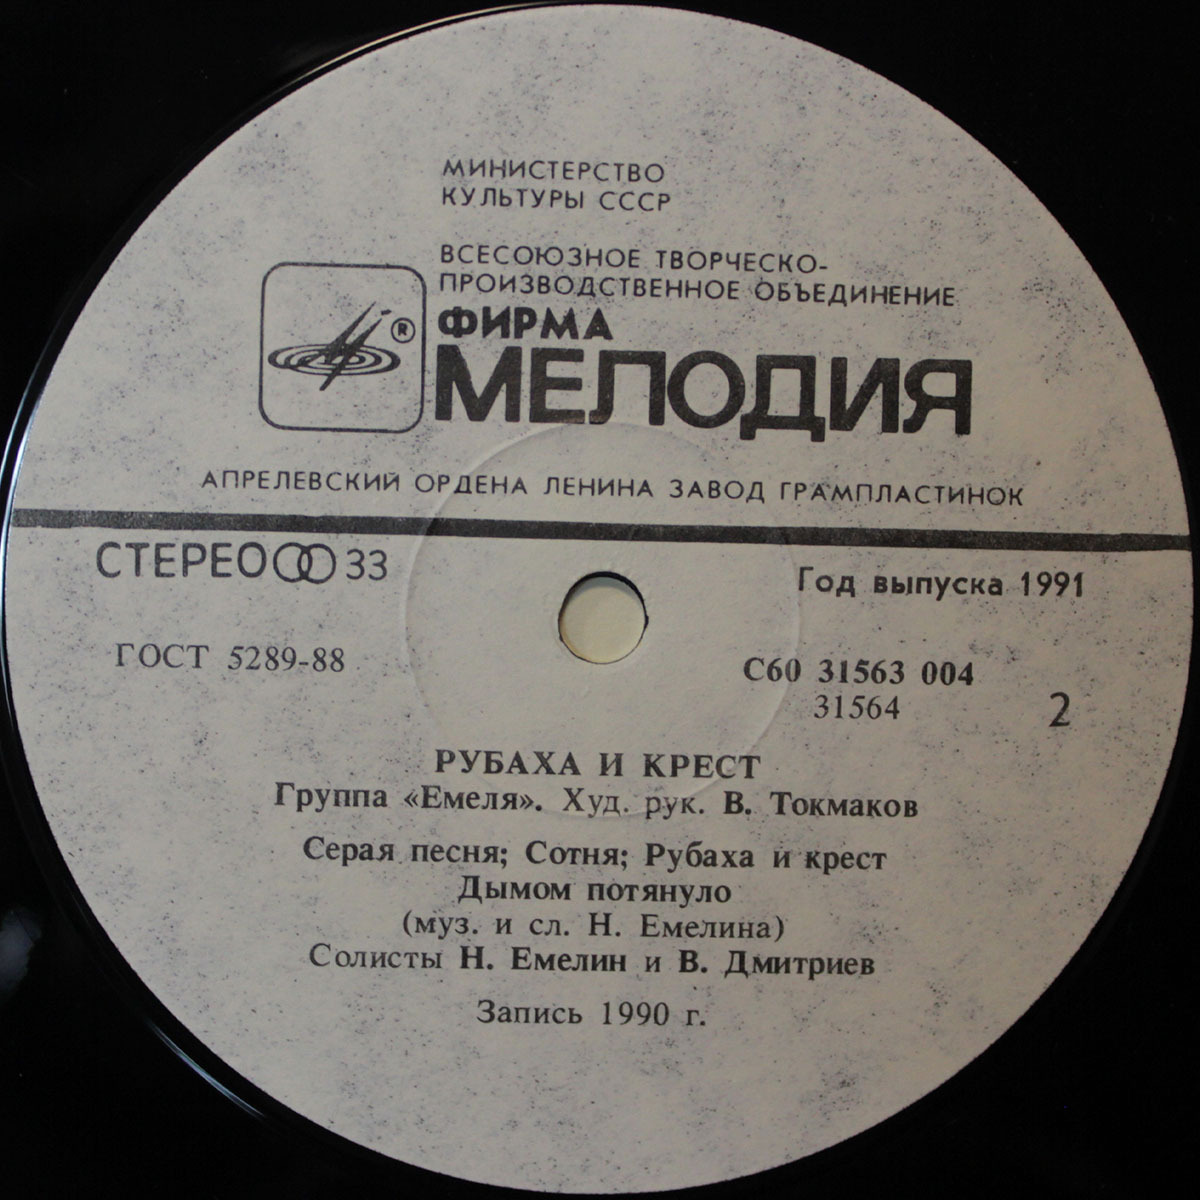 МИНИСТЕРСТВО
КУЛЬТУРЫ СССР
ВСЕСОЮЗНОЕ ТВОРЧЕСКО-
ПРОИЗВОДСТВЕННОЕ ОБЪЕДИНЕНИЕ
®
ФИРМА
МЕЛОДИЯ
АПРЕЛЕВСКИЙ ОРДЕНА ЛЕНИНА ЗАВОД ГРАМПЛАСТИНОК
СТЕРЕО 33
Год выпуска 1991
ГОСТ 5289-88
С60 31563 004
31564
2
РУБАХА И КРЕСТ
Группа «Емеля». Худ. рук. В. Токмаков
Серая песня; Сотня; Рубаха и крест
Дымом потянуло
(муз. и сл. Н. Емелина)
Солисты Н. Емелин и В. Дмитриев
Запись 1990 г.